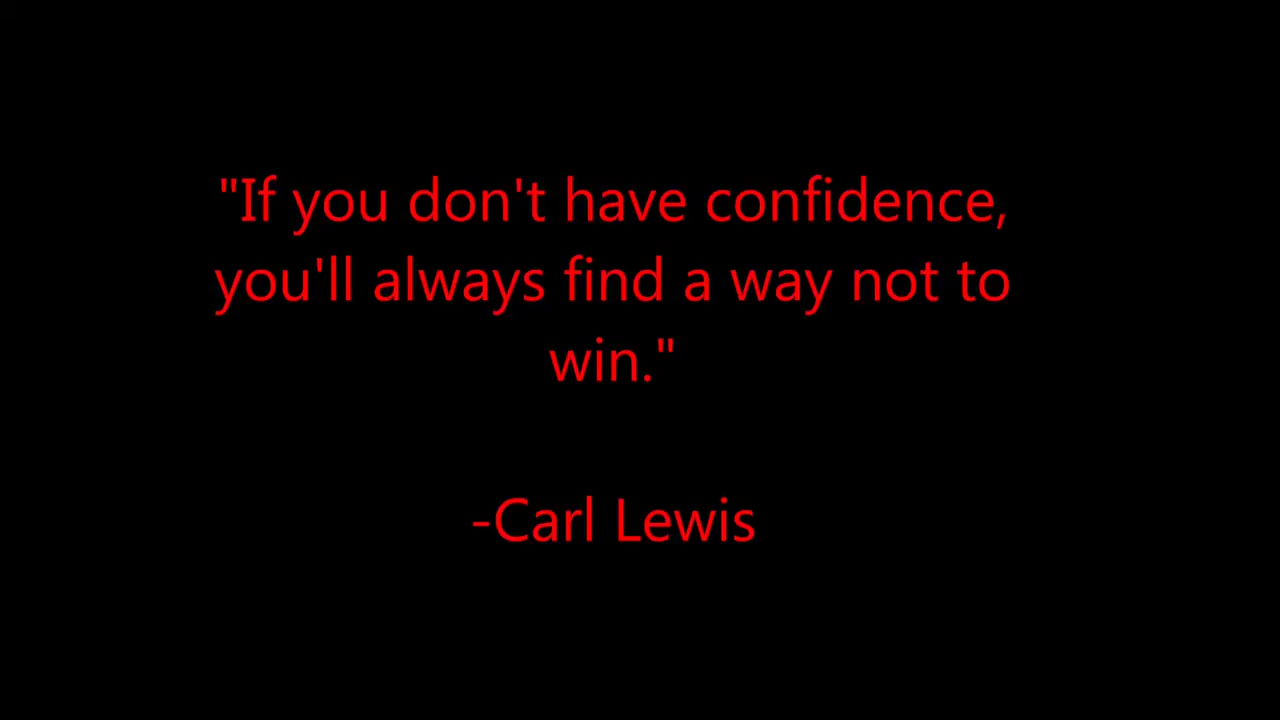 "If you don't have confidence,
you'll always find a way not to
win."
-Carl Lewis